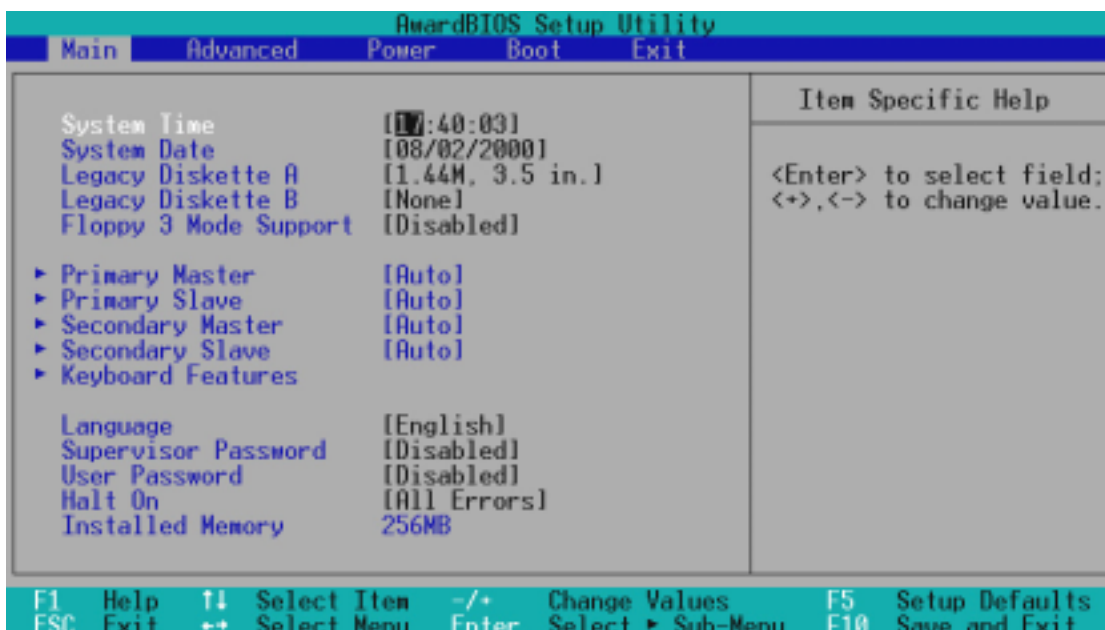 AwardBIOS Setup Utility
Main Advanced Power Boot Exit
System Time [17:40:03]
System Date [08/02/2000]
Legacy Diskette A [1.44M, 3.5 in.]
Legacy Diskette B [None]
Floppy 3 Mode Support [Disabled]
► Primary Master [Auto]
► Primary Slave [Auto]
► Secondary Master [Auto]
► Secondary Slave [Auto]
► Keyboard Features
Language [English]
Supervisor Password [Disabled]
User Password [Disabled]
Halt On [All Errors]
Installed Memory 256MB
Item Specific Help
<Enter> to select field;
<+>,<-> to change value.
F1 Help ↑↓ Select Item -/+ Change Values F5 Setup Defaults
ESC Exit ←→ Select Menu Enter Select ► Sub-Menu F10 Save and Exit